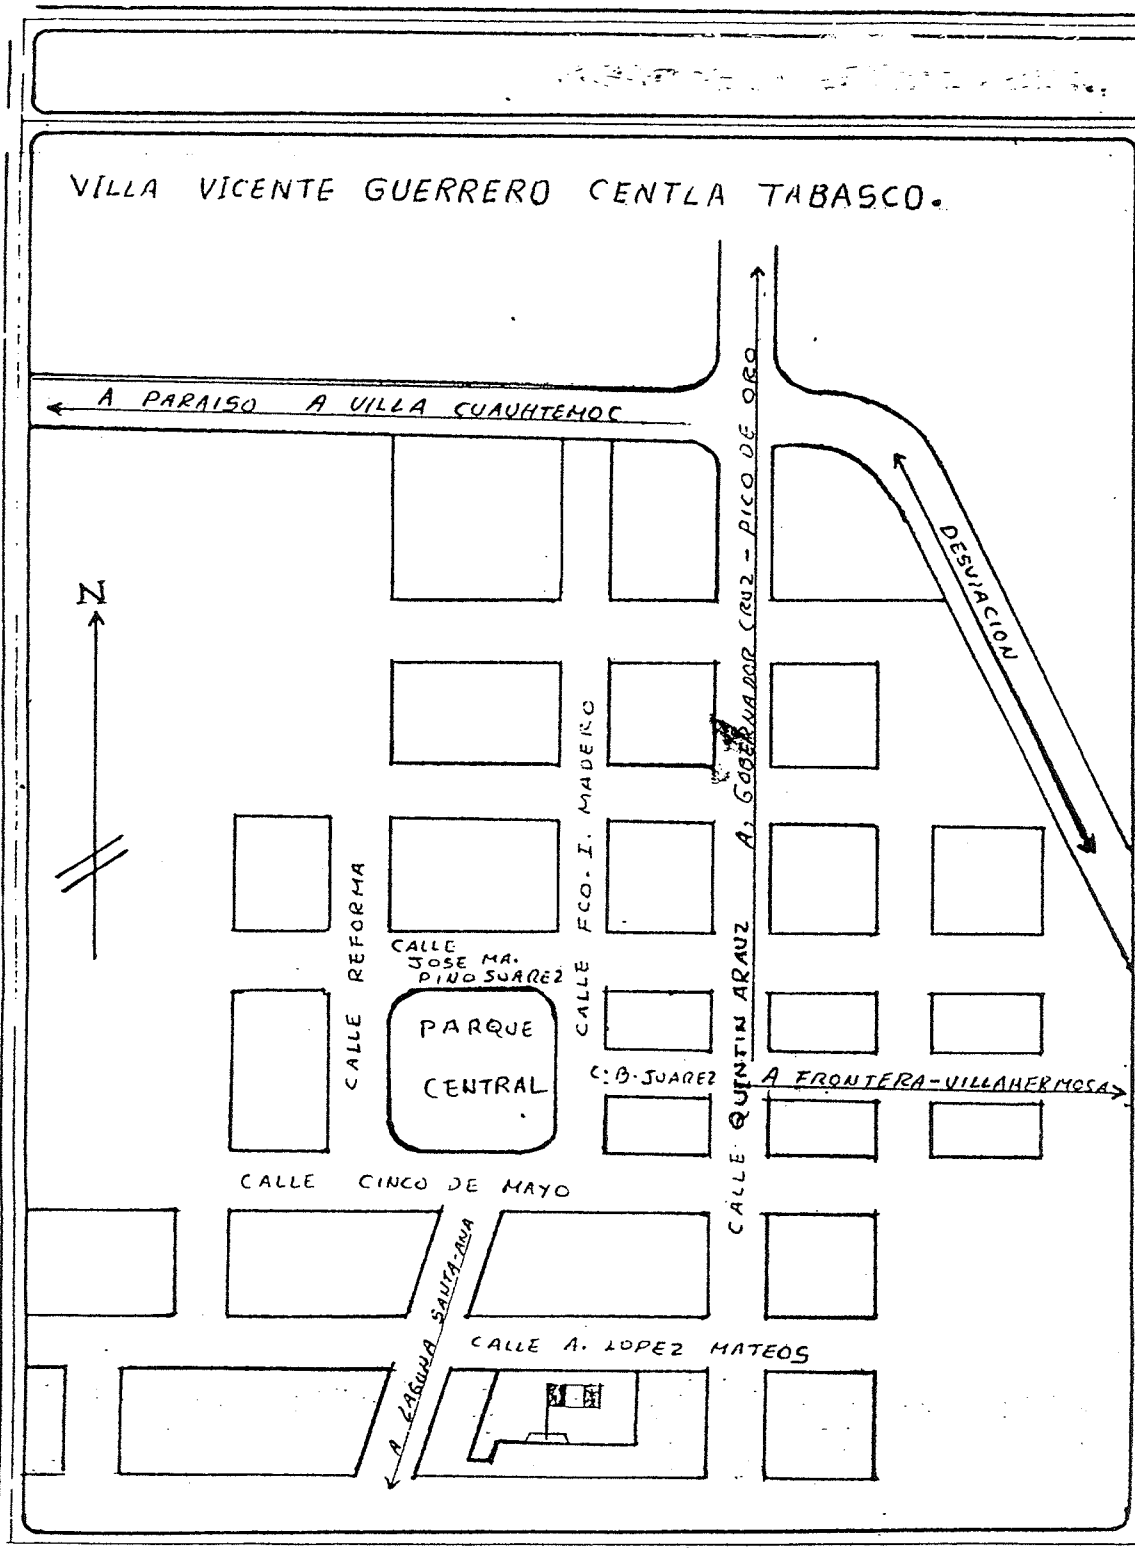 VILLA VICENTE GUERRERO CENTLA TABASCO.
A PARAISO A VILLA CUAUHTEMOC
A, GOBERNADOR CRUZ - PICO DE ORO
DESVIACION
N
CALLE FCO. I. MADERO
CALLE REFORMA
CALLE
JOSE MA.
PINO SUAREZ
PARQUE
CENTRAL
C. B. JUAREZ
CALLE QUINTIN ARAUZ
A FRONTERA-VILLAHERMOSA
CALLE CINCO DE MAYO
A LAGUNA SANTA-ANA
CALLE A. LOPEZ MATEOS